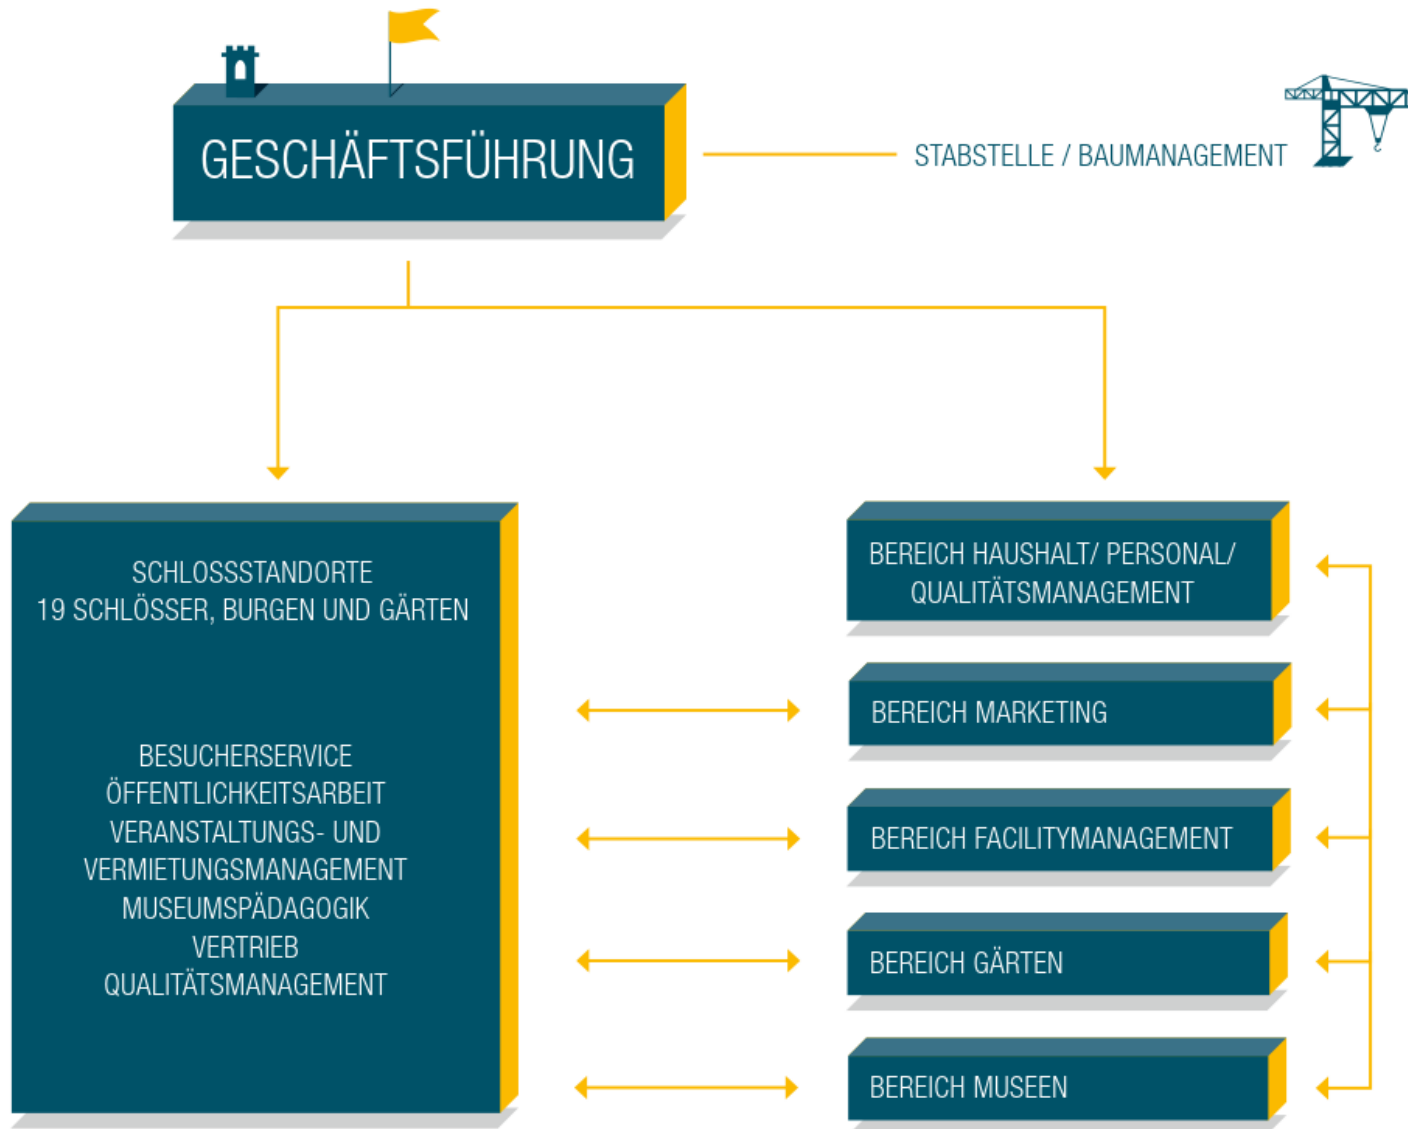 GESCHÄFTSFÜHRUNG
STABSTELLE / BAUMANAGEMENT
SCHLOSSSTANDORTE
19 SCHLÖSSER, BURGEN UND GÄRTEN
BESUCHERSERVICE
ÖFFENTLICHKEITSARBEIT
VERANSTALTUNGS- UND
VERMIETUNGSMANAGEMENT
MUSEUMSPÄDAGOGIK
VERTRIEB
QUALITÄTSMANAGEMENT
BEREICH HAUSHALT/ PERSONAL/
QUALITÄTSMANAGEMENT
BEREICH MARKETING
BEREICH FACILITYMANAGEMENT
BEREICH GÄRTEN
BEREICH MUSEEN